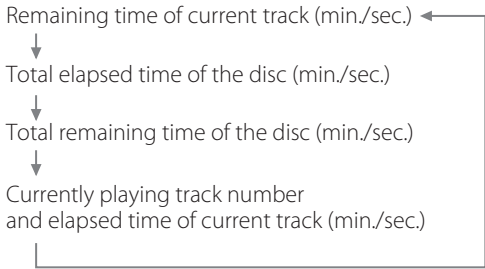 Remaining time of current track (min./sec.)
Total elapsed time of the disc (min./sec.)
Total remaining time of the disc (min./sec.)
Currently playing track number
and elapsed time of current track (min./sec.)